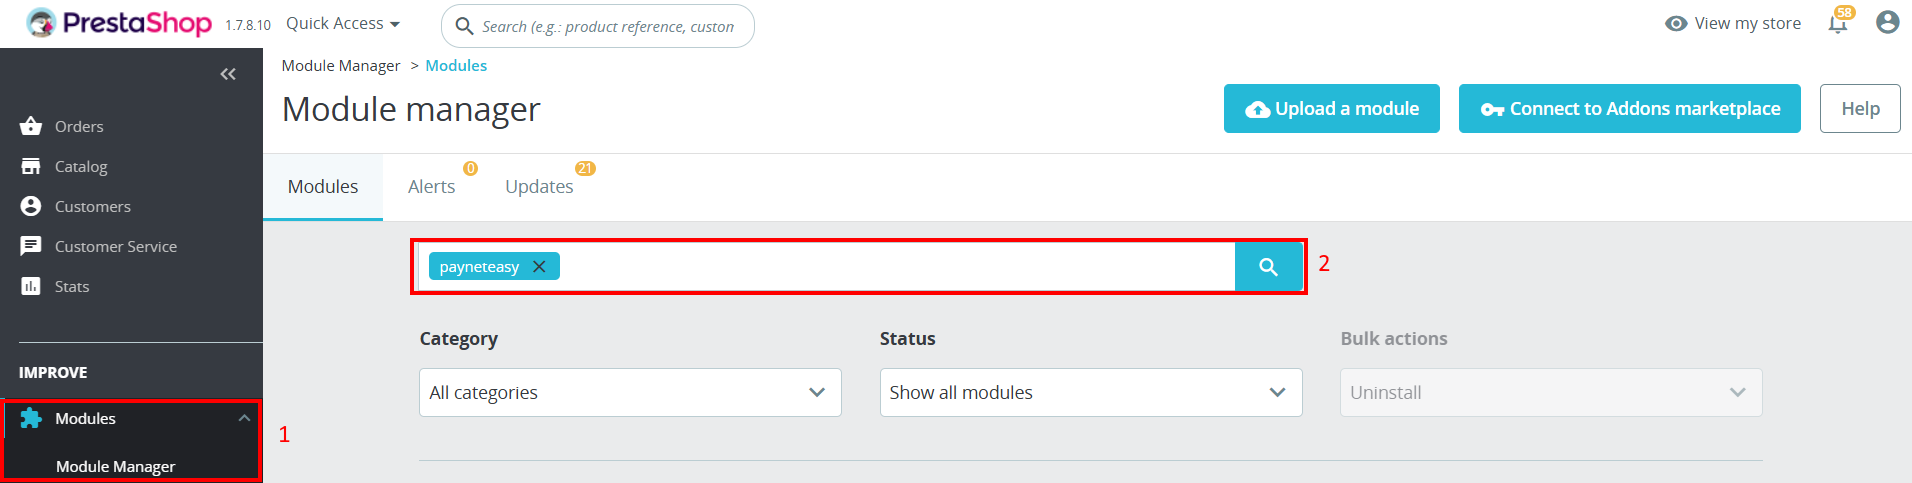 PrestaShop 1.7.8.10 Quick Access Search (e.g.: product reference, custon View my store 58
Module Manager > Modules
Module manager Upload a module Connect to Addons marketplace Help
Orders
Catalog
Customers
Customer Service
Stats
IMPROVE
Modules
Module Manager
1
Modules Alerts 0 Updates 21
payneteasy 2
Category Status Bulk actions
All categories Show all modules Uninstall